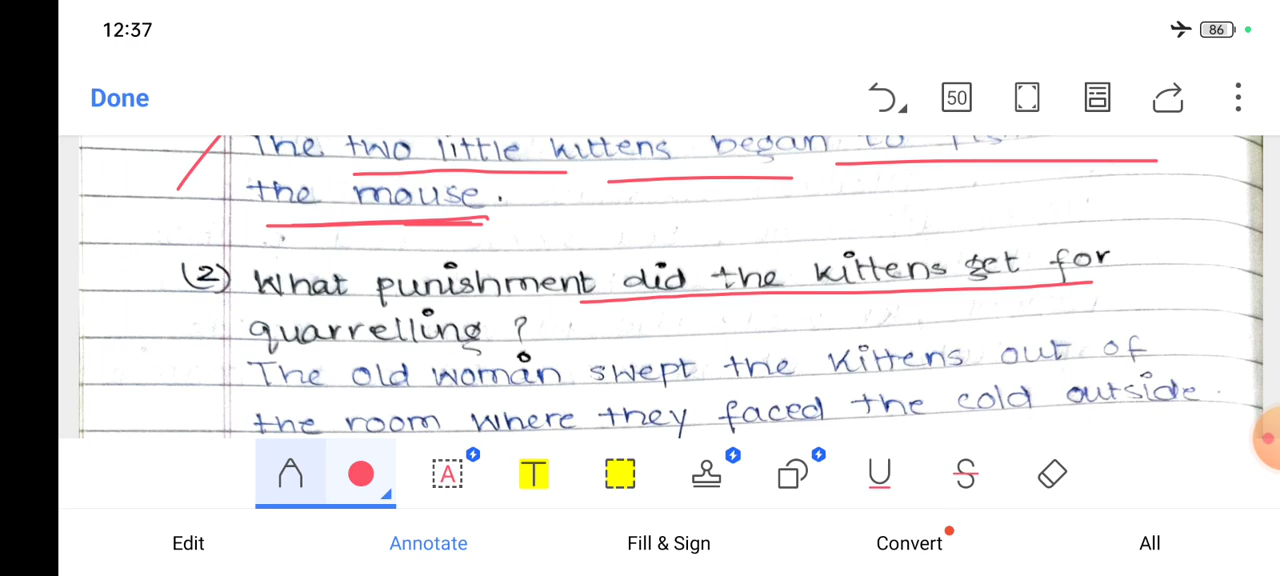 12:37
86
Done
50
The two little kittens began to
the mouse.
(2) What punishment did the kittens get for
quarrelling ?
The old woman swept the kittens out of
the room where they faced the cold outside.
A
T
U
S
Edit
Annotate
Fill & Sign
Convert
All